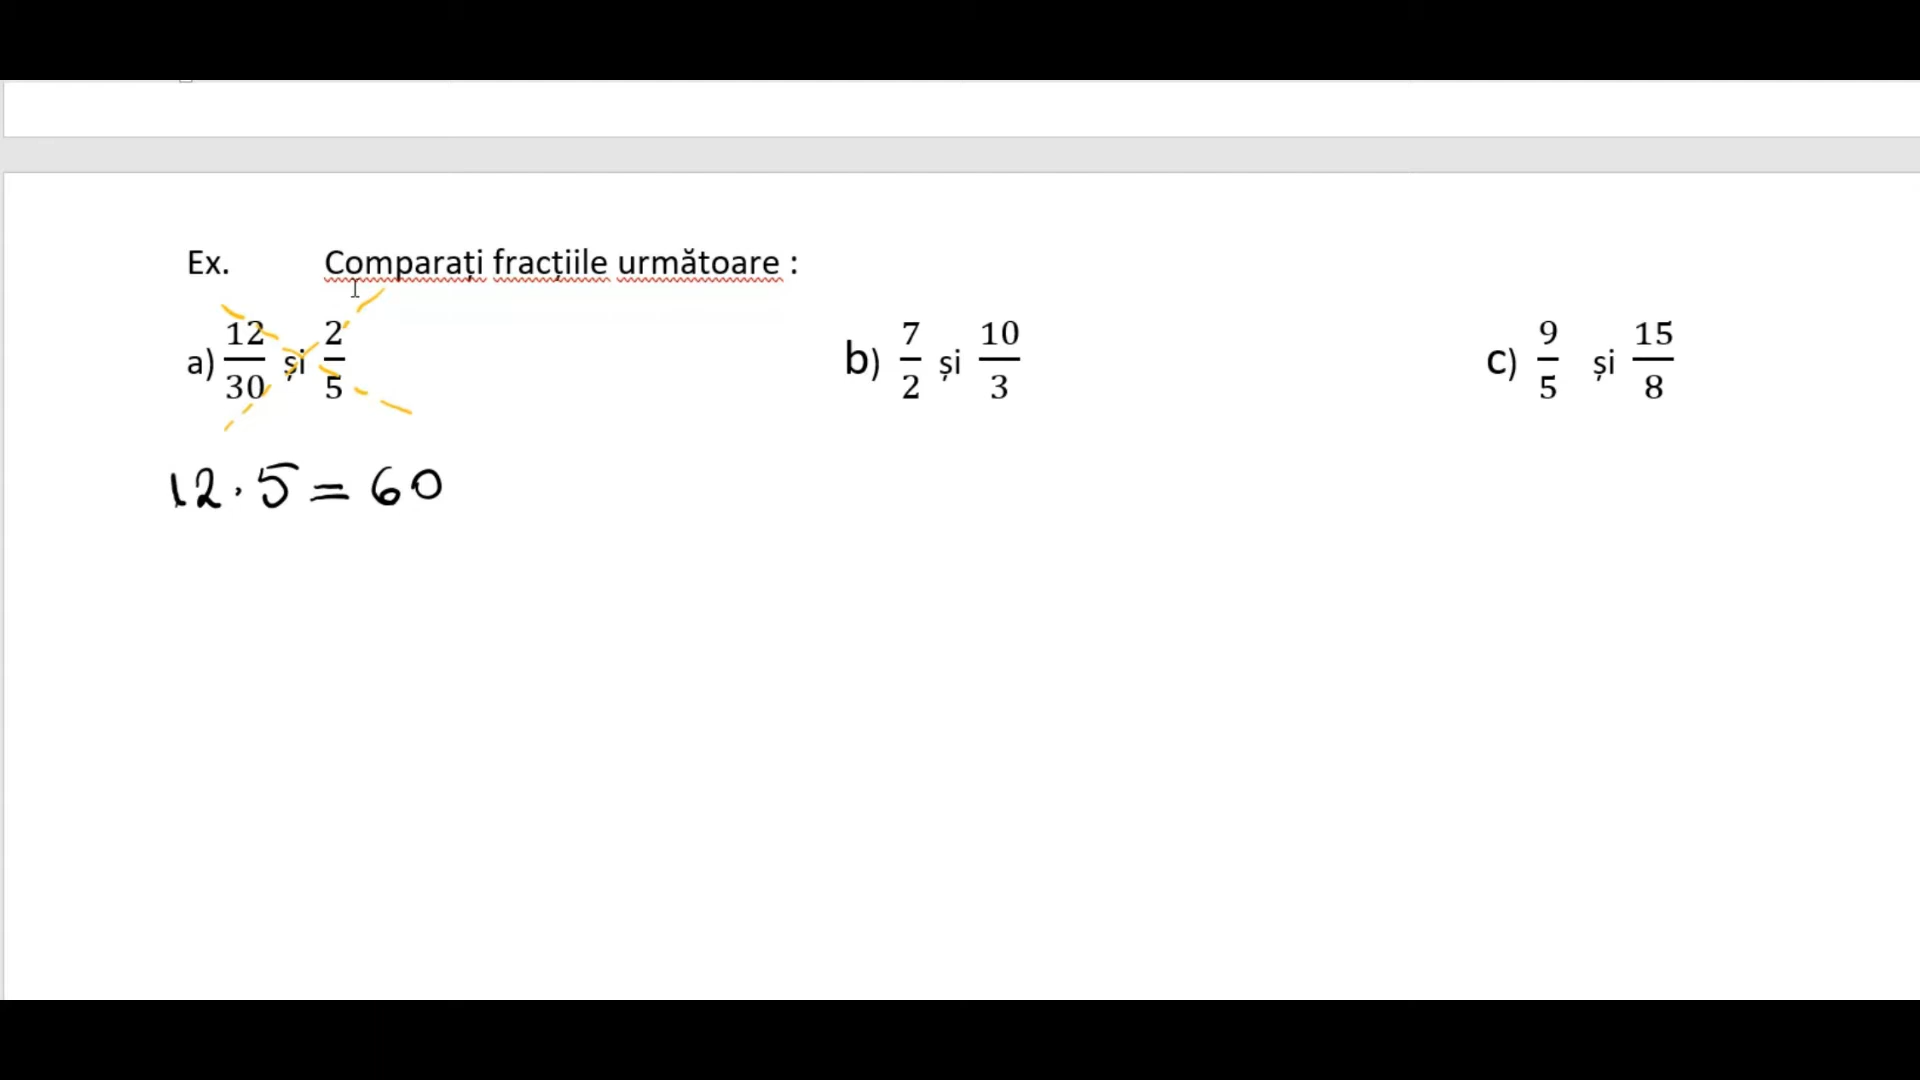 Ex. Comparați fracțiile următoare :
a) 12/30 și 2/5 b) 7/2 și 10/3 c) 9/5 și 15/8
12 · 5 = 60